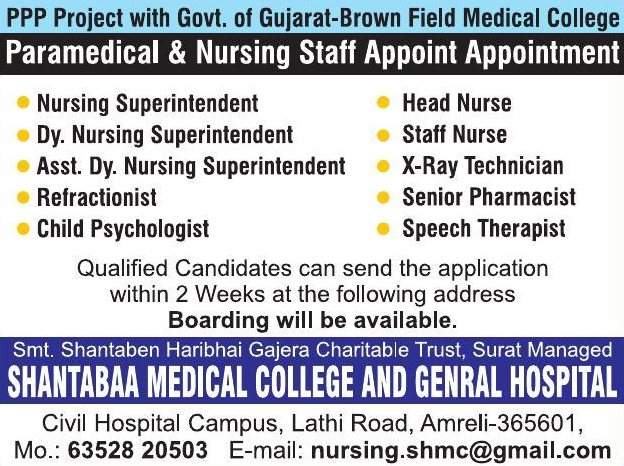 PPP Project with Govt. of Gujarat-Brown Field Medical College
Paramedical & Nursing Staff Appoint Appointment
Nursing Superintendent
Dy. Nursing Superintendent
Asst. Dy. Nursing Superintendent
Refractionist
Child Psychologist
Head Nurse
Staff Nurse
X-Ray Technician
Senior Pharmacist
Speech Therapist
Qualified Candidates can send the application
within 2 Weeks at the following address
Boarding will be available.
Smt. Shantaben Haribhai Gajera Charitable Trust, Surat Managed
SHANTABAA MEDICAL COLLEGE AND GENRAL HOSPITAL
Civil Hospital Campus, Lathi Road, Amreli-365601,
Mo.: 63528 20503 E-mail: nursing.shmc@gmail.com